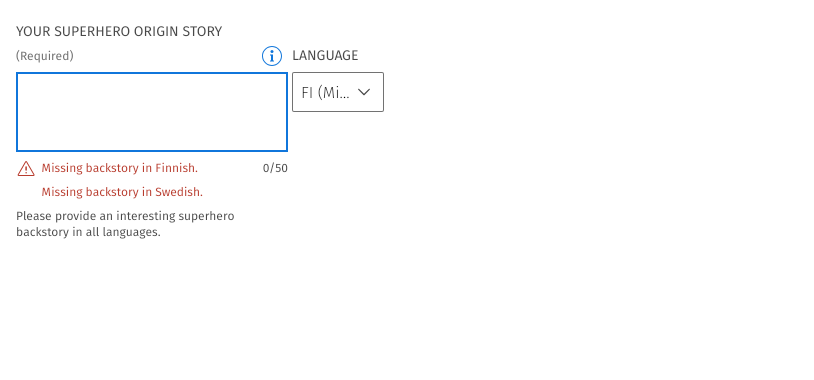 YOUR SUPERHERO ORIGIN STORY
(Required)
LANGUAGE
FI (Mi...
Missing backstory in Finnish.
0/50
Missing backstory in Swedish.
Please provide an interesting superhero
backstory in all languages.